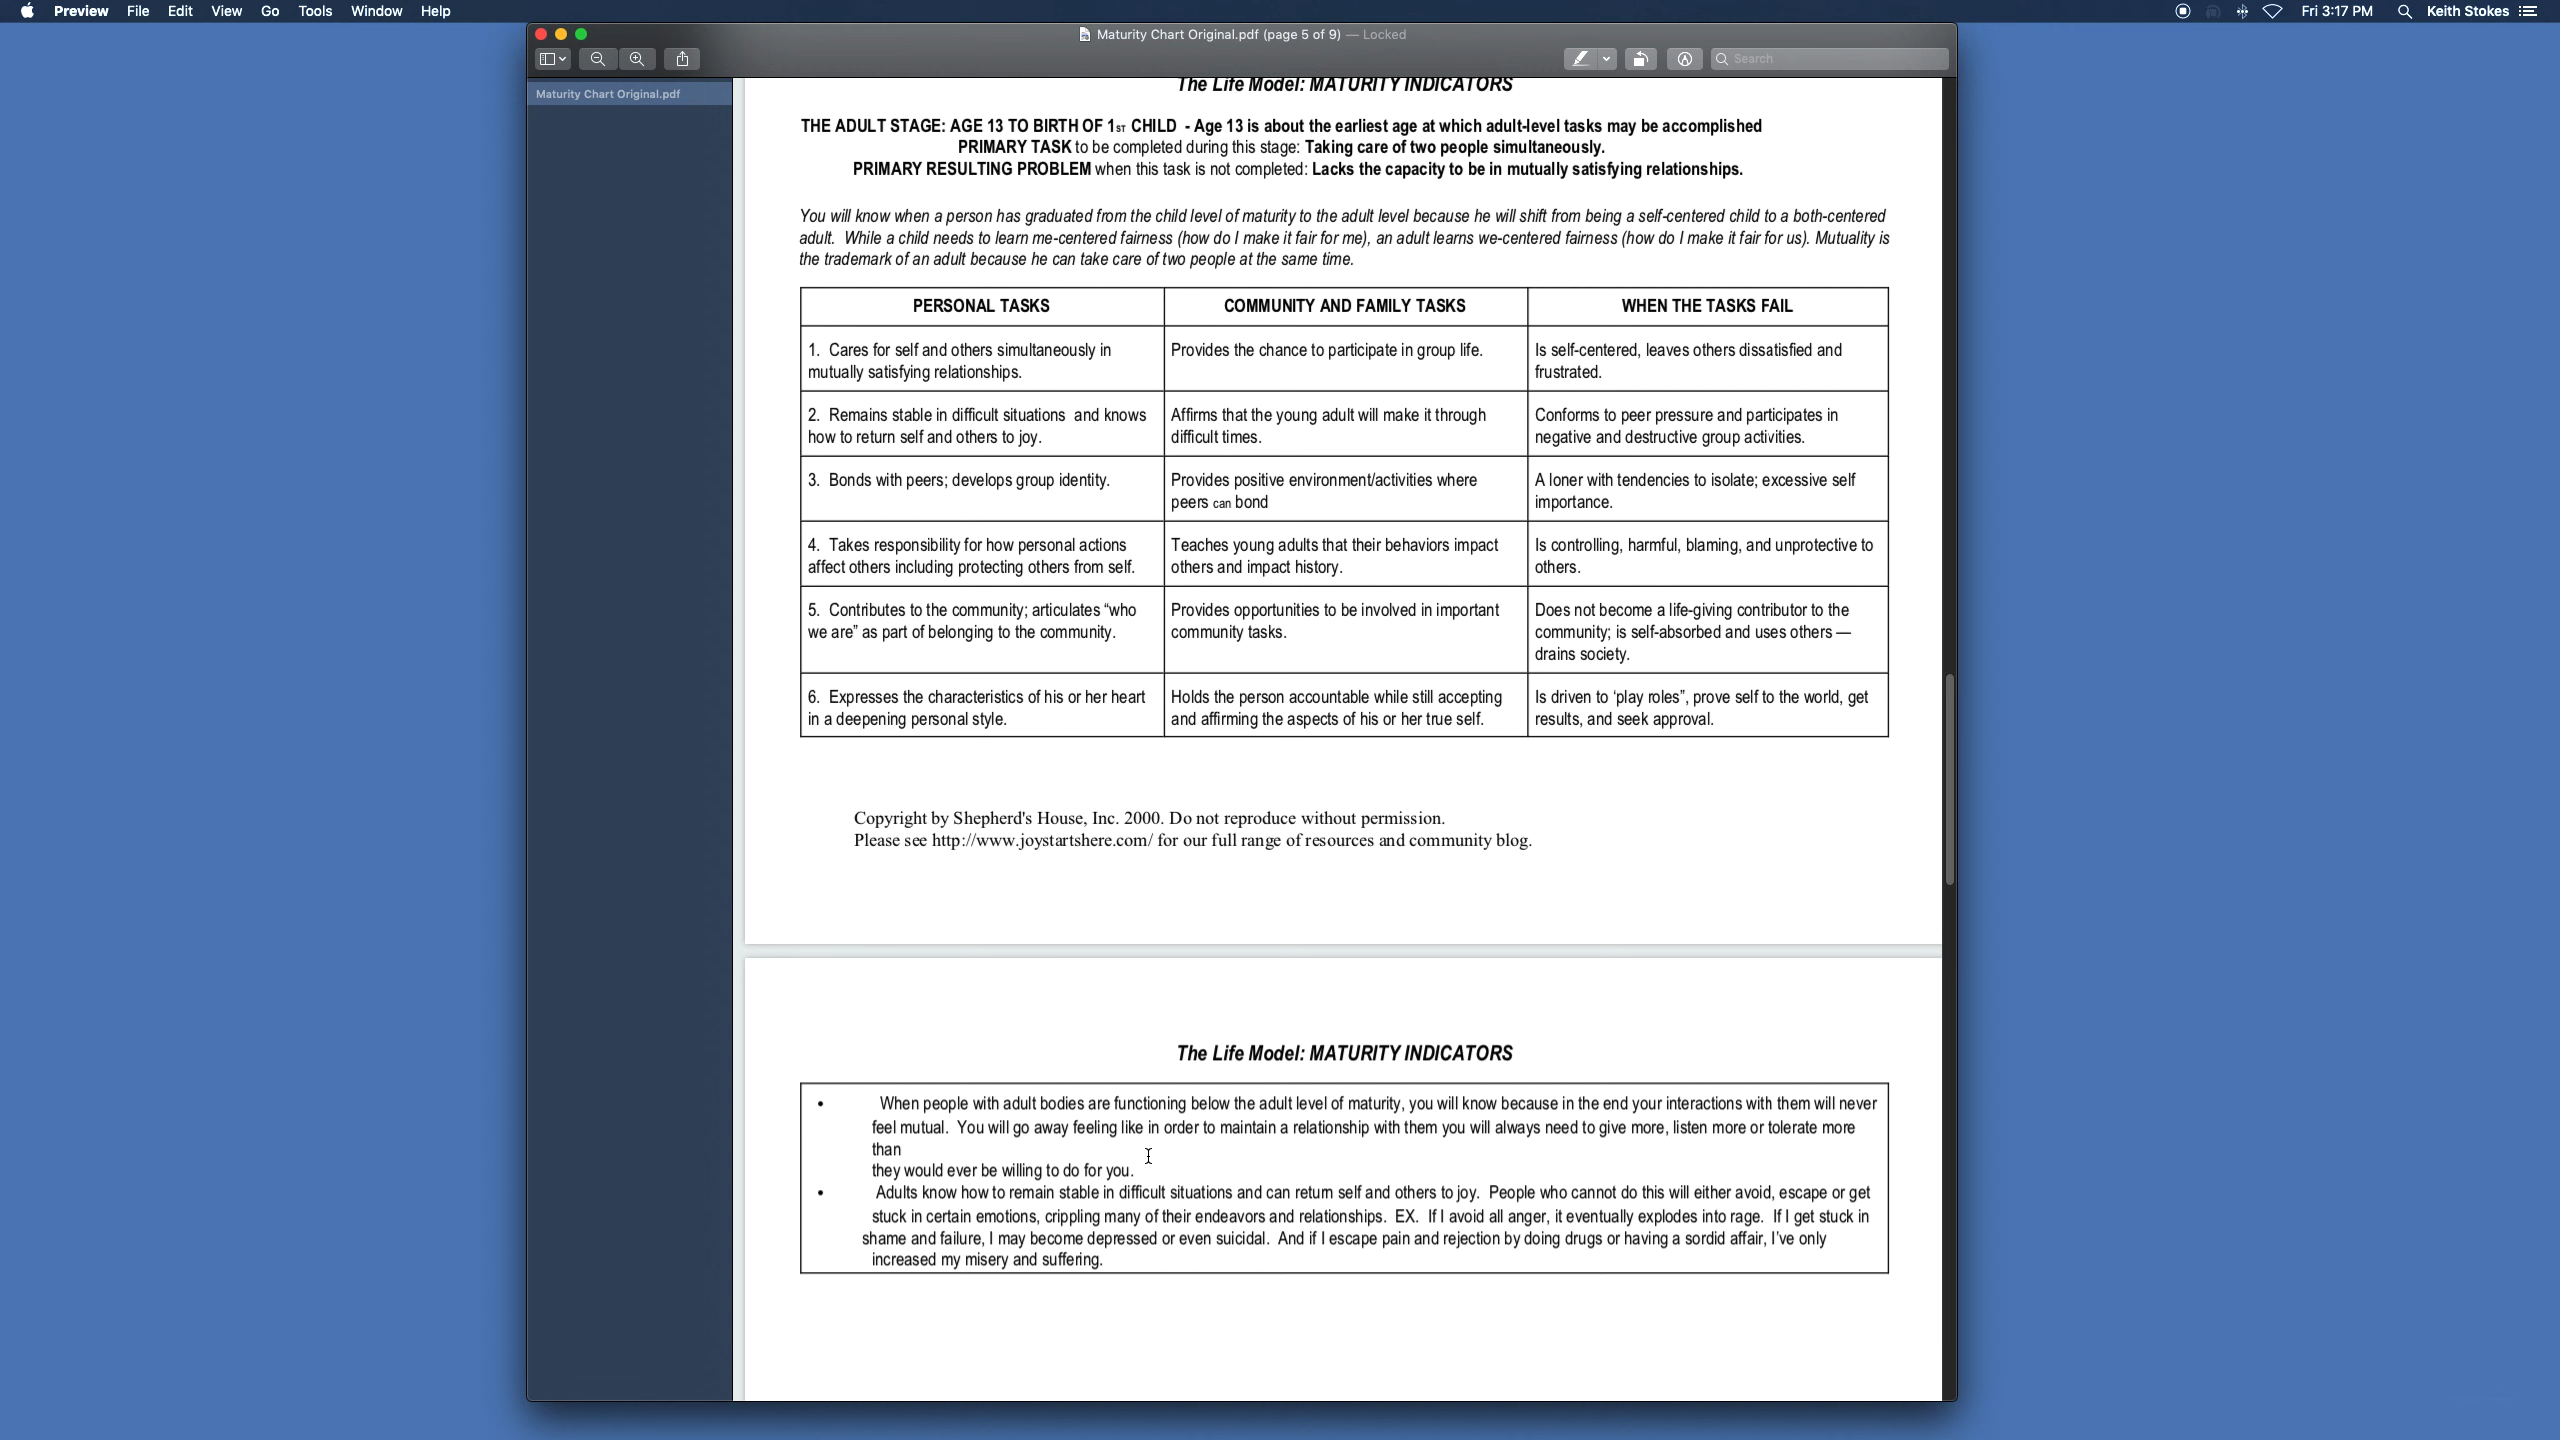 Preview File Edit View Go Tools Window Help
Fri 3:17 PM Keith Stokes
Maturity Chart Original.pdf (page 5 of 9) — Locked
Search
Maturity Chart Original.pdf
The Life Model: MATURITY INDICATORS
THE ADULT STAGE: AGE 13 TO BIRTH OF 1ST CHILD - Age 13 is about the earliest age at which adult-level tasks may be accomplished
PRIMARY TASK to be completed during this stage: Taking care of two people simultaneously.
PRIMARY RESULTING PROBLEM when this task is not completed: Lacks the capacity to be in mutually satisfying relationships.
You will know when a person has graduated from the child level of maturity to the adult level because he will shift from being a self-centered child to a both-centered
adult. While a child needs to learn me-centered fairness (how do I make it fair for me), an adult learns we-centered fairness (how do I make it fair for us). Mutuality is
the trademark of an adult because he can take care of two people at the same time.
PERSONAL TASKS
COMMUNITY AND FAMILY TASKS
WHEN THE TASKS FAIL
1. Cares for self and others simultaneously in
mutually satisfying relationships.
Provides the chance to participate in group life.
Is self-centered, leaves others dissatisfied and
frustrated.
2. Remains stable in difficult situations and knows
how to return self and others to joy.
Affirms that the young adult will make it through
difficult times.
Conforms to peer pressure and participates in
negative and destructive group activities.
3. Bonds with peers; develops group identity.
Provides positive environment/activities where
peers can bond
A loner with tendencies to isolate; excessive self
importance.
4. Takes responsibility for how personal actions
affect others including protecting others from self.
Teaches young adults that their behaviors impact
others and impact history.
Is controlling, harmful, blaming, and unprotective to
others.
5. Contributes to the community; articulates “who
we are” as part of belonging to the community.
Provides opportunities to be involved in important
community tasks.
Does not become a life-giving contributor to the
community; is self-absorbed and uses others —
drains society.
6. Expresses the characteristics of his or her heart
in a deepening personal style.
Holds the person accountable while still accepting
and affirming the aspects of his or her true self.
Is driven to ‘play roles”, prove self to the world, get
results, and seek approval.
Copyright by Shepherd's House, Inc. 2000. Do not reproduce without permission.
Please see http://www.joystartshere.com/ for our full range of resources and community blog.
The Life Model: MATURITY INDICATORS
• When people with adult bodies are functioning below the adult level of maturity, you will know because in the end your interactions with them will never
feel mutual. You will go away feeling like in order to maintain a relationship with them you will always need to give more, listen more or tolerate more
than
they would ever be willing to do for you.
• Adults know how to remain stable in difficult situations and can return self and others to joy. People who cannot do this will either avoid, escape or get
stuck in certain emotions, crippling many of their endeavors and relationships. EX. If I avoid all anger, it eventually explodes into rage. If I get stuck in
shame and failure, I may become depressed or even suicidal. And if I escape pain and rejection by doing drugs or having a sordid affair, I’ve only
increased my misery and suffering.